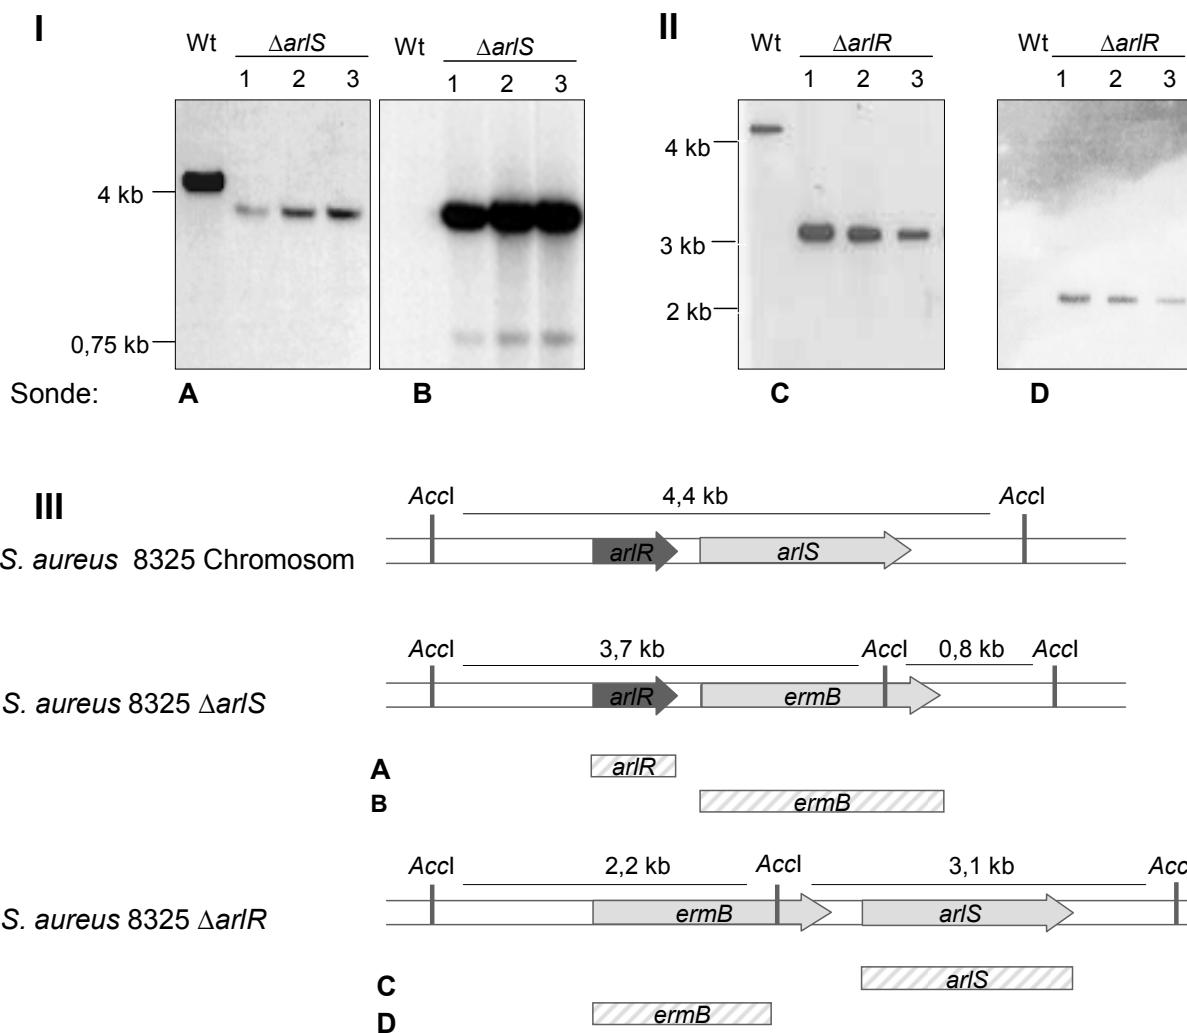 I
Wt ΔarlS
1 2 3
Wt ΔarlS
1 2 3
II
Wt ΔarlR
1 2 3
Wt ΔarlR
1 2 3
4 kb
0,75 kb
4 kb
3 kb
2 kb
Sonde: A B C D
III
AccI 4,4 kb AccI
S. aureus 8325 Chromosom
arlR arlS
AccI 3,7 kb AccI 0,8 kb AccI
S. aureus 8325 ΔarlS
arlR ermB
A arlR
B ermB
AccI 2,2 kb AccI 3,1 kb Acc
S. aureus 8325 ΔarlR
ermB arlS
C arlS
D ermB